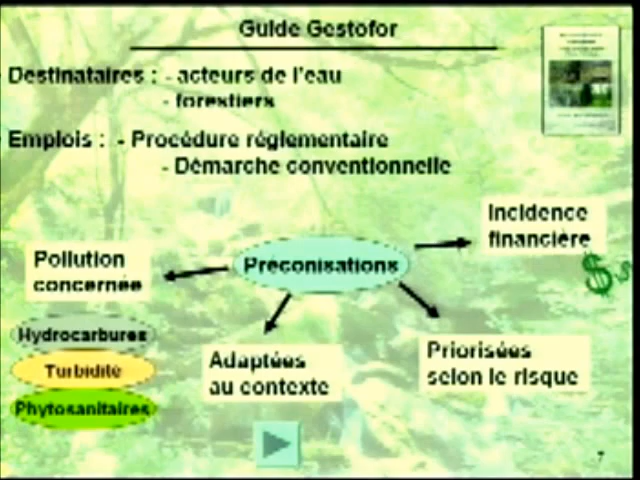 Guide Gestofor
Destinataires : - acteurs de l'eau
- forestiers
Emplois : - Procédure réglementaire
- Démarche conventionnelle
Incidence
financière
$
Pollution
concernée
Préconisations
Hydrocarbures
Turbidité
Phytosanitaires
Adaptées
au contexte
Priorisées
selon le risque
7